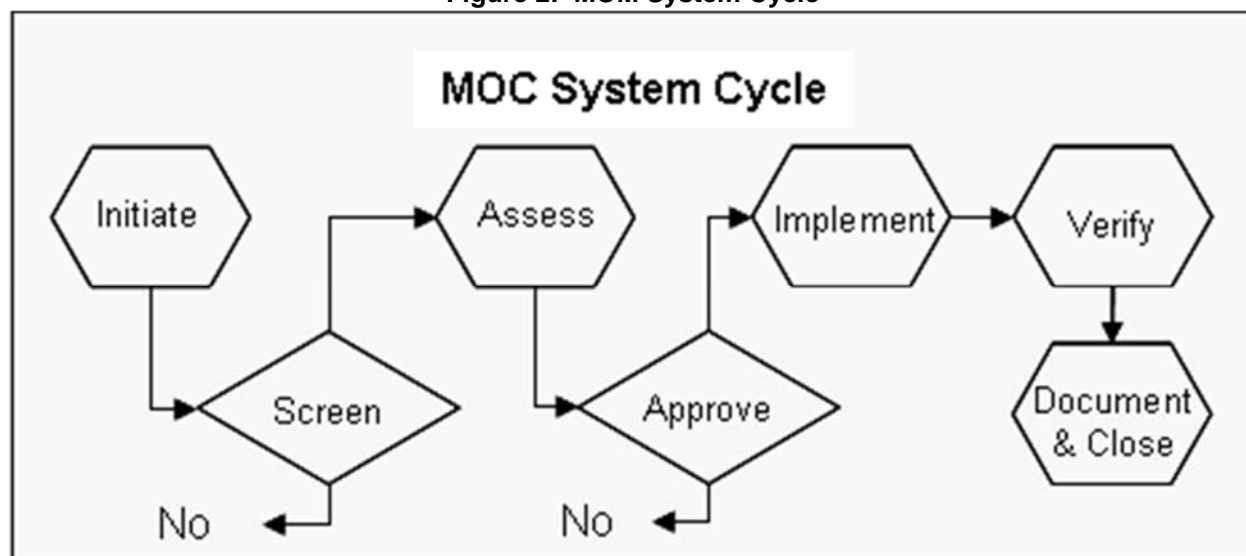 MOC System Cycle
Initiate
Assess
Implement
Verify
Screen
Approve
Document
& Close
No
No